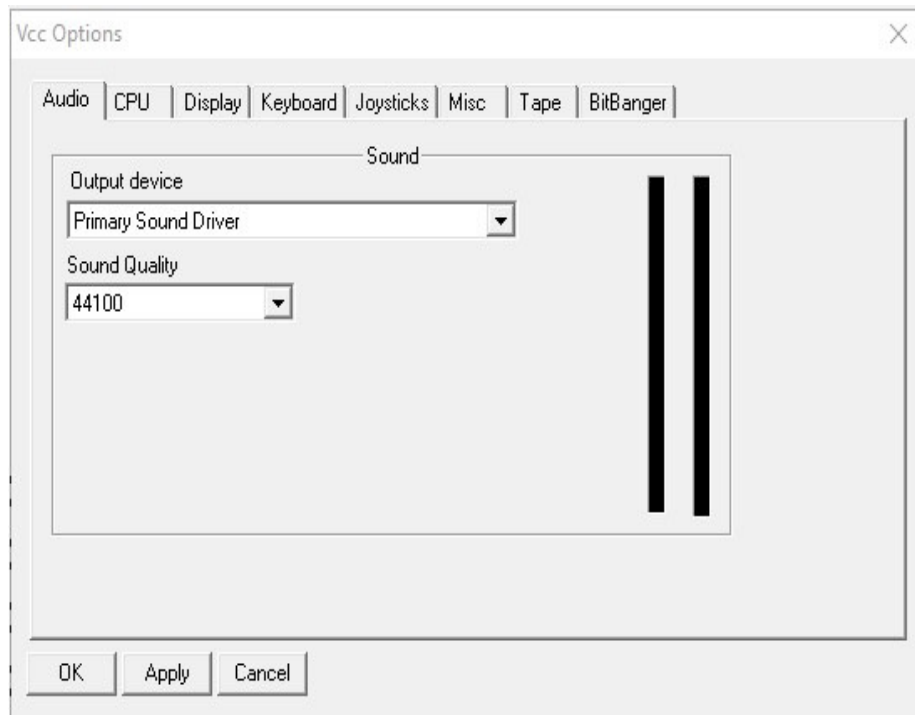 Vcc Options
Audio CPU Display Keyboard Joysticks Misc Tape BitBanger
Sound
Output device
Primary Sound Driver
Sound Quality
44100
OK Apply Cancel